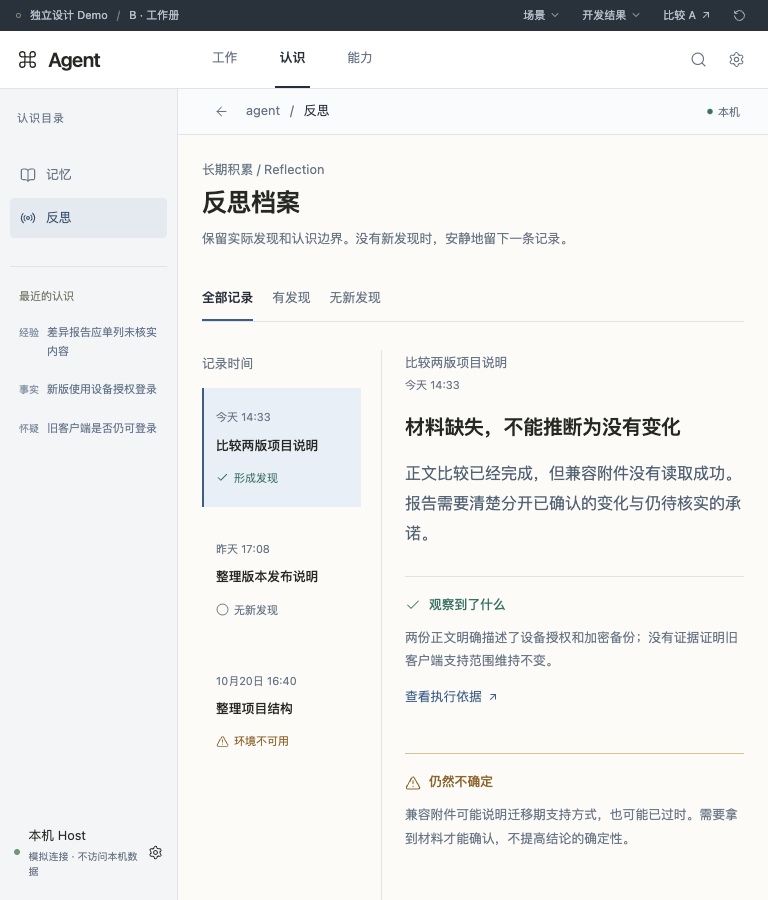 独立设计 Demo / B · 工作册
场景
开发结果
比较 A
Agent
工作
认识
能力
认识目录
记忆
反思
最近的认识
经验 差异报告应单列未核实
内容
事实 新版使用设备授权登录
怀疑 旧客户端是否仍可登录
本机 Host
模拟连接 · 不访问本机数
据
agent / 反思
本机
长期积累 / Reflection
反思档案
保留实际发现和认识边界。没有新发现时，安静地留下一条记录。
全部记录
有发现
无新发现
记录时间
今天 14:33
比较两版项目说明
形成发现
昨天 17:08
整理版本发布说明
无新发现
10月20日 16:40
整理项目结构
环境不可用
比较两版项目说明
今天 14:33
材料缺失，不能推断为没有变化
正文比较已经完成，但兼容附件没有读取成功。
报告需要清楚分开已确认的变化与仍待核实的承
诺。
观察到了什么
两份正文明确描述了设备授权和加密备份；没有证据证明旧
客户端支持范围维持不变。
查看执行依据
仍然不确定
兼容附件可能说明迁移期支持方式，也可能已过时。需要拿
到材料才能确认，不提高结论的确定性。